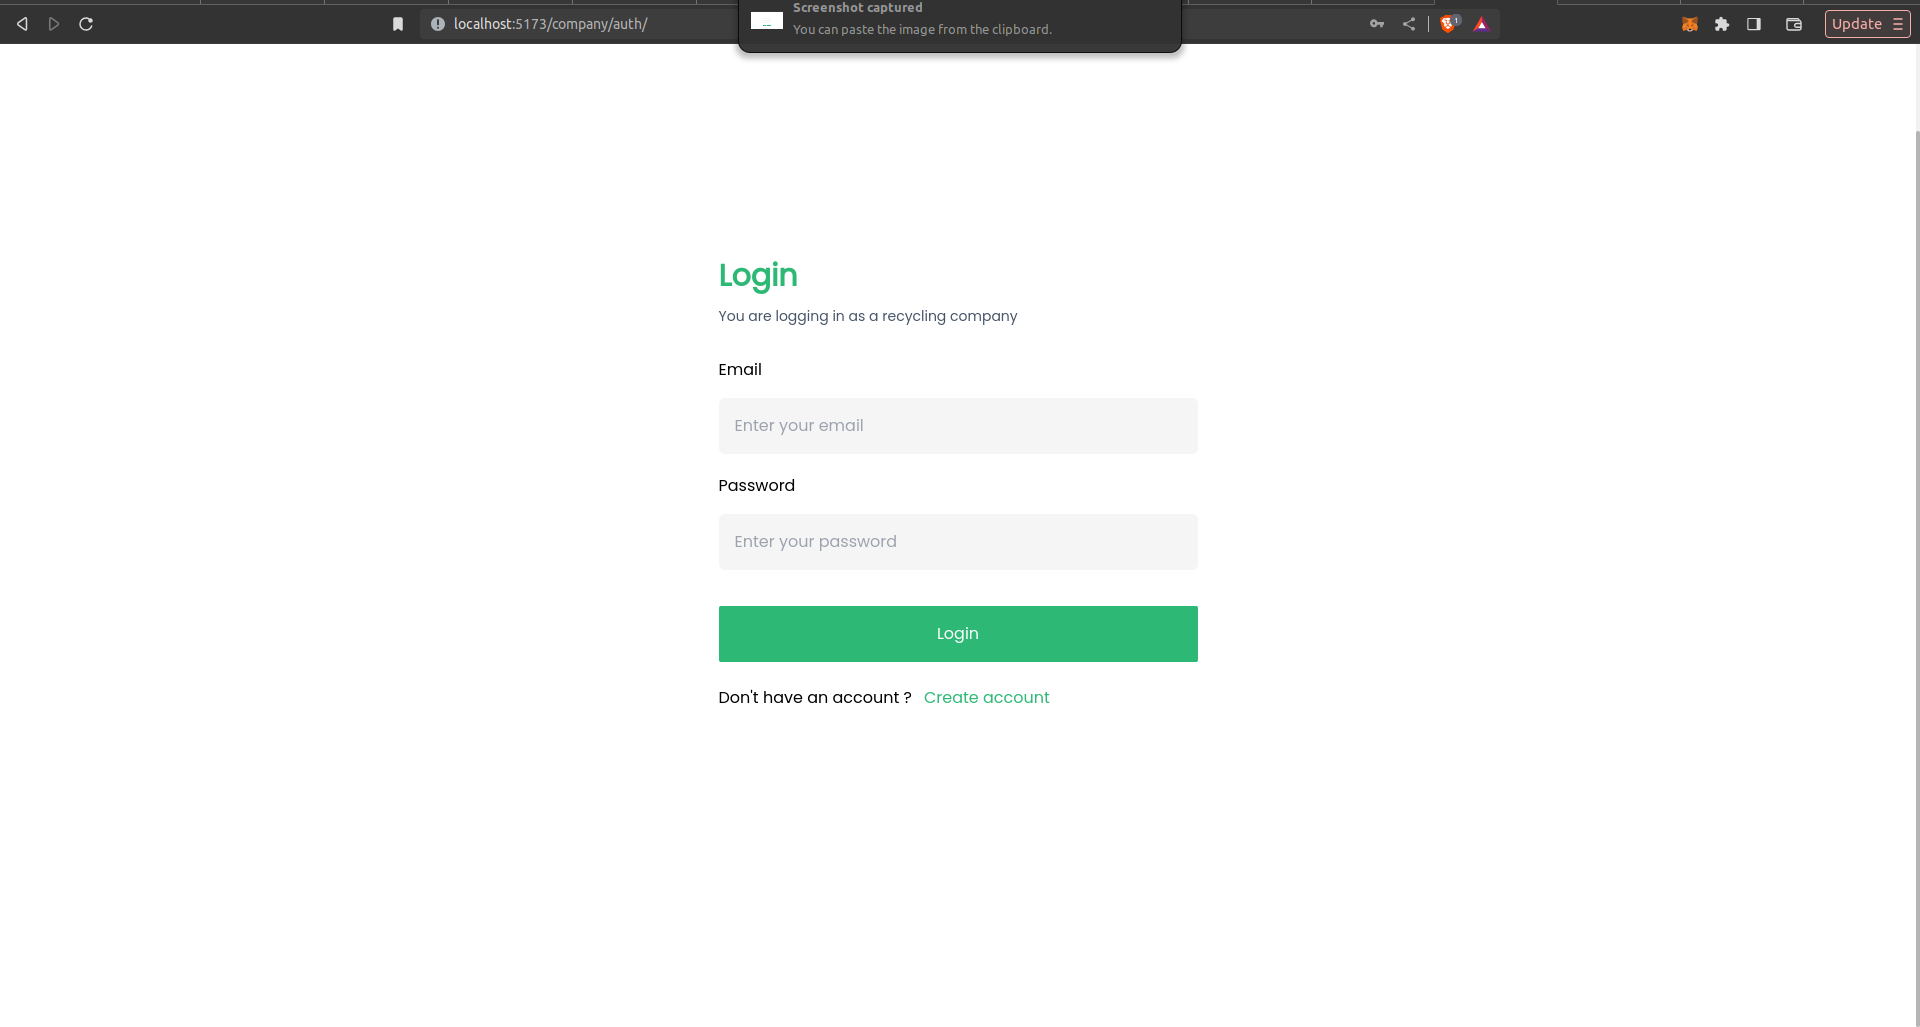 Screenshot captured
localhost:5173/company/auth/
You can paste the image from the clipboard.
1
Update
Login
You are logging in as a recycling company
Email
Enter your email
Password
Enter your password
Login
Don't have an account ? Create account